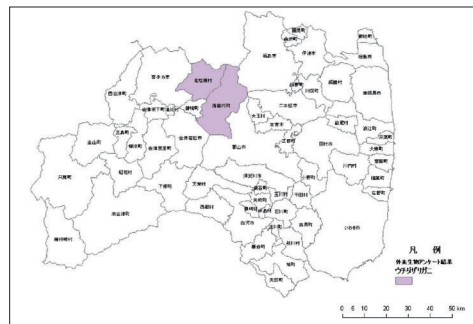 国見町
桑折町
伊達市
新地町
相馬市
福島市
北塩原村
喜多方市
川俣町
飯舘村
南相馬市
西会津町
猪苗代町
二本松市
大玉村
本宮市
磐梯町
湯川村
会津坂下町
浪江町
葛尾村
双葉町
三島町
柳津町
会津若松市
三春町
田村市
大熊町
金山町
会津美里町
郡山市
富岡町
川内村
昭和村
楢葉町
只見町
小野町
広野町
下郷町
天栄村
須賀川市
鏡石町
玉川村
平田村
南会津町
西郷村
矢吹町
石川町
いわき市
泉崎村
中島村
古殿町
白河市
浅川町
檜枝岐村
棚倉町
鮫川村
塙町
矢祭町
凡 例
外来生物アンケート結果
ウチダザリガニ
0 5 10 20 30 40 50 km